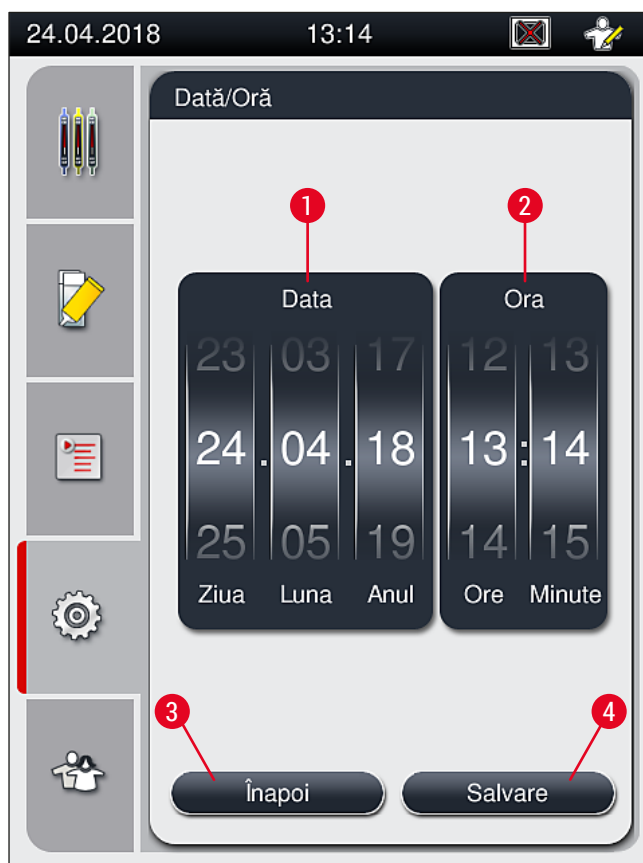 24.04.2018 13:14
Dată/Oră
1 2
Data Ora
23 03 17 12 13
24 . 04 . 18 13 : 14
25 05 19 14 15
Ziua Luna Anul Ore Minute
3 4
Înapoi Salvare